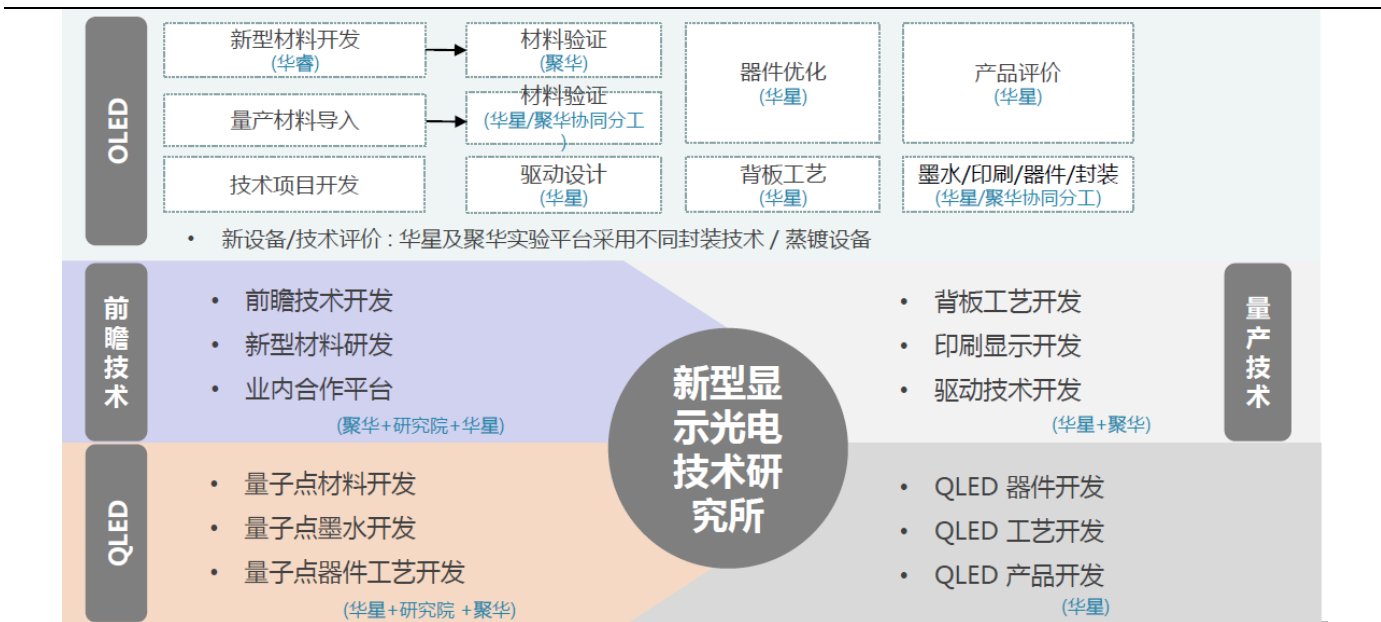 OLED
新型材料开发
(华睿)
材料验证
(聚华)
器件优化
(华星)
产品评价
(华星)
量产材料导入
材料验证
(华星/聚华协同分工
)
技术项目开发
驱动设计
(华星)
背板工艺
(华星)
墨水/印刷/器件/封装
(华星/聚华协同分工)
• 新设备/技术评价 : 华星及聚华实验平台采用不同封装技术 / 蒸镀设备
前
瞻
技
术
• 前瞻技术开发
• 新型材料研发
• 业内合作平台
(聚华+研究院+华星)
• 背板工艺开发
• 印刷显示开发
• 驱动技术开发
(华星+聚华)
量
产
技
术
新型显
示光电
技术研
究所
QLED
• 量子点材料开发
• 量子点墨水开发
• 量子点器件工艺开发
(华星+研究院 +聚华)
• QLED 器件开发
• QLED 工艺开发
• QLED 产品开发
(华星)